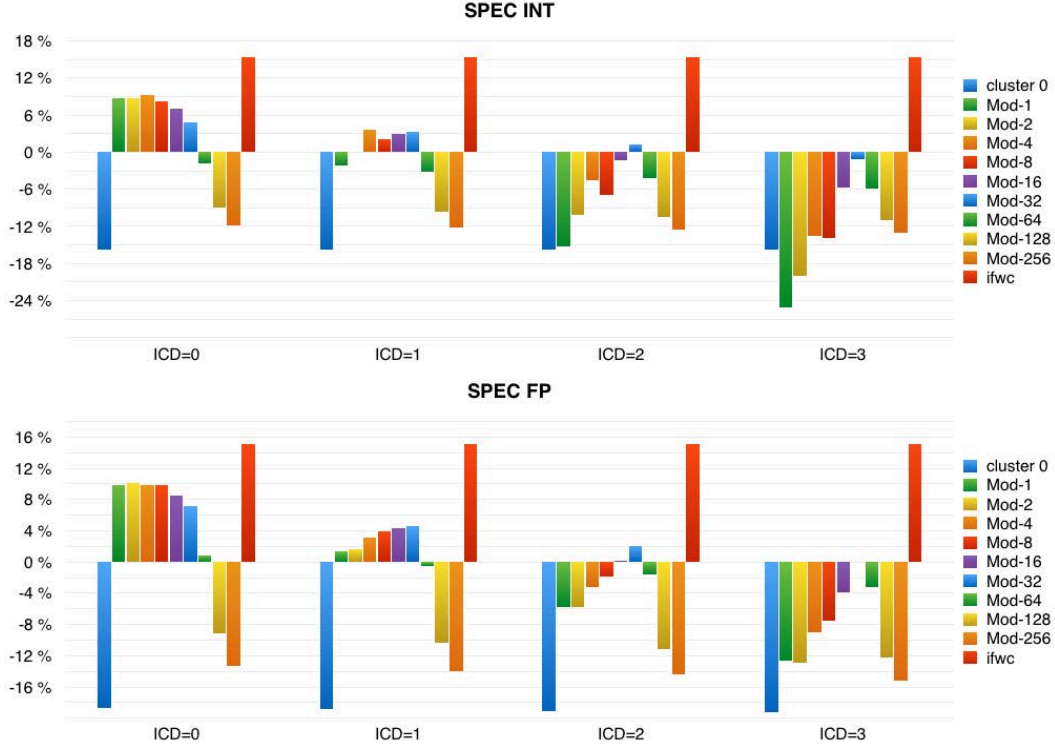 SPEC INT
18 %
12 %
6 %
0 %
-6 %
-12 %
-18 %
-24 %
ICD=0 ICD=1 ICD=2 ICD=3
cluster 0
Mod-1
Mod-2
Mod-4
Mod-8
Mod-16
Mod-32
Mod-64
Mod-128
Mod-256
ifwc
SPEC FP
16 %
12 %
8 %
4 %
0 %
-4 %
-8 %
-12 %
-16 %
ICD=0 ICD=1 ICD=2 ICD=3
cluster 0
Mod-1
Mod-2
Mod-4
Mod-8
Mod-16
Mod-32
Mod-64
Mod-128
Mod-256
ifwc